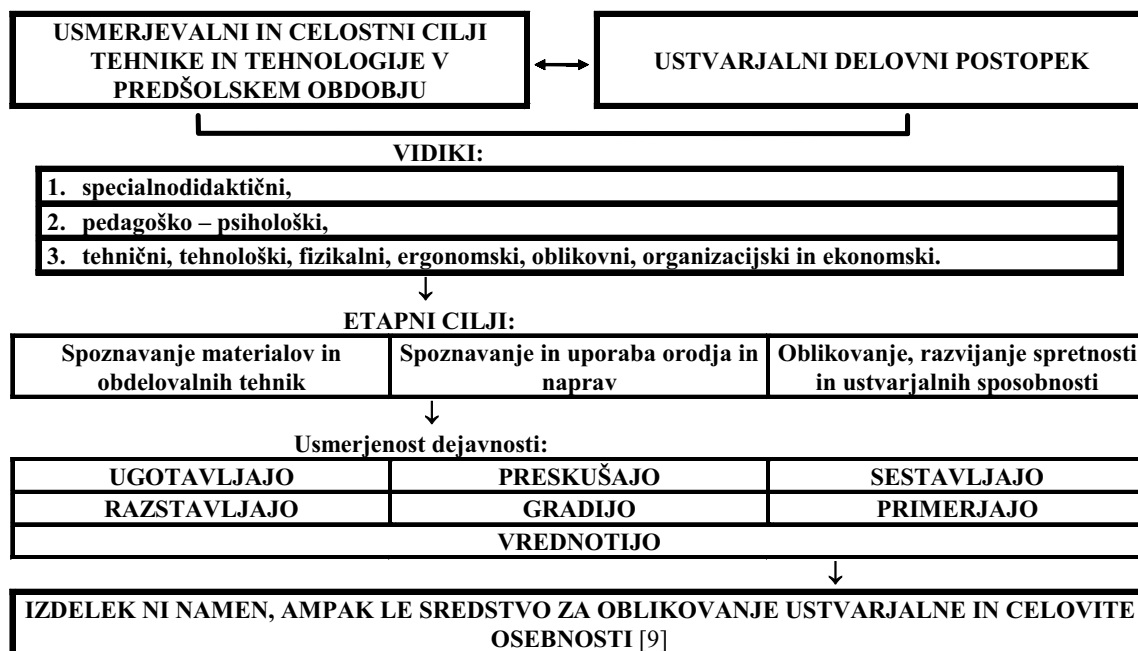 USMERJEVALNI IN CELOSTNI CILJI
TEHNIKE IN TEHNOLOGIJE V
PREDŠOLSKEM OBDOBJU
USTVARJALNI DELOVNI POSTOPEK
VIDIKI:
1. specialnodidaktični,
2. pedagoško – psihološki,
3. tehnični, tehnološki, fizikalni, ergonomski, oblikovni, organizacijski in ekonomski.
ETAPNI CILJI:
Spoznavanje materialov in
obdelovalnih tehnik
Spoznavanje in uporaba orodja in
naprav
Oblikovanje, razvijanje spretnosti
in ustvarjalnih sposobnosti
Usmerjenost dejavnosti:
UGOTAVLJAJO
PRESKUŠAJO
SESTAVLJAJO
RAZSTAVLJAJO
GRADIJO
PRIMERJAJO
VREDNOTIJO
IZDELEK NI NAMEN, AMPAK LE SREDSTVO ZA OBLIKOVANJE USTVARJALNE IN CELOVITE
OSEBNOSTI [9]